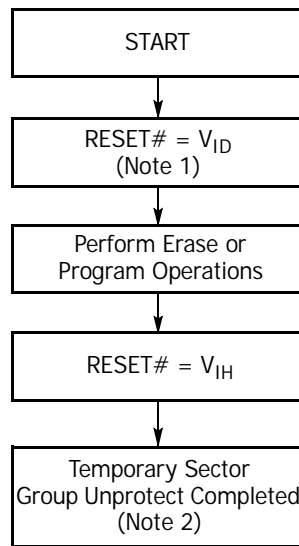 START
RESET# = VID
(Note 1)
Perform Erase or
Program Operations
RESET# = VIH
Temporary Sector
Group Unprotect Completed
(Note 2)